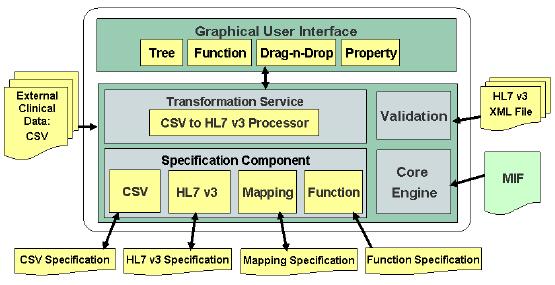 Graphical User Interface
Tree
Function
Drag-n-Drop
Property
External
Clinical
Data:
CSV
Transformation Service
CSV to HL7 v3 Processor
Validation
HL7 v3
XML File
Specification Component
CSV
HL7 v3
Mapping
Function
Core
Engine
MIF
CSV Specification
HL7 v3 Specification
Mapping Specification
Function Specification